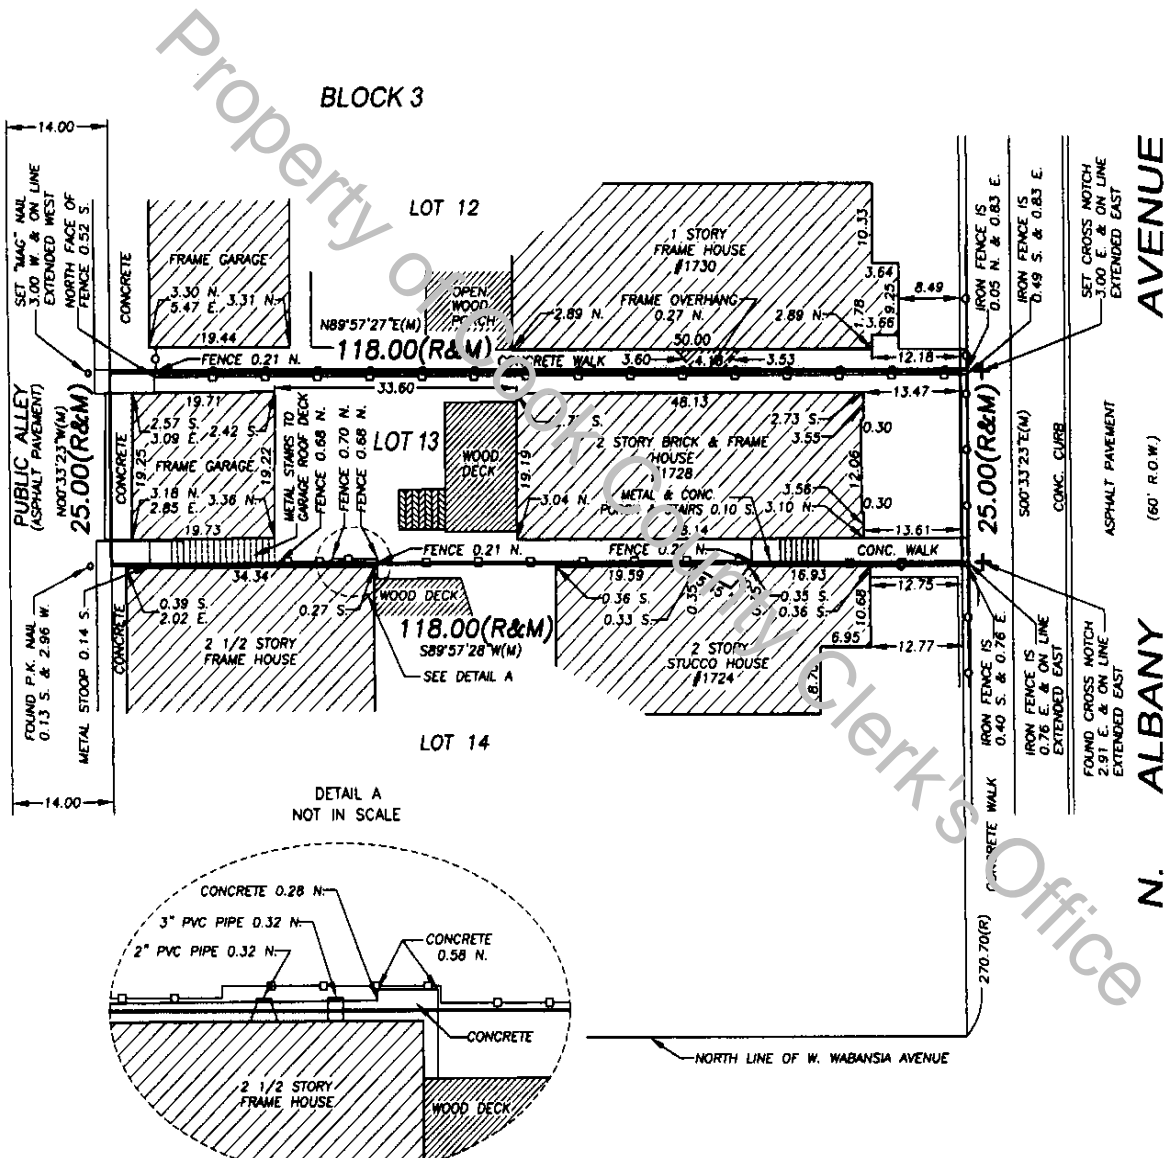 BLOCK 3
14.00
SET "MAG" NAIL
3.00 W. & ON LINE
EXTENDED WEST
NORTH FACE OF
FENCE 0.52 S.
CONCRETE
FRAME GARAGE
3.30 N.
5.47 E.
3.31 N.
19.44
FENCE 0.21 N.
LOT 12
OPEN
WOOD
N89°57'27"E(M)
118.00(R&M)
CONCRETE WALK
1 STORY
FRAME HOUSE
#1730
FRAME OVERHANG
0.27 N.
2.89 N.
2.89 N.
50.00
3.60
3.53
10.33
3.64
9.25
1.78
3.66
8.49
12.18
IRON FENCE IS
0.05 N. & 0.83 E.
IRON FENCE IS
0.49 S. & 0.83 E.
SET CROSS NOTCH
3.00 E. & ON LINE
EXTENDED EAST
PUBLIC ALLEY
(ASPHALT PAVEMENT)
N00°33'23"W(M)
25.00(R&M)
CONCRETE
19.71
2.57 S.
3.09 E.
2.42 S.
19.25
19.22
FRAME GARAGE
3.18 N.
2.85 E.
3.36 N.
19.73
METAL STAIRS TO
GARAGE ROOF DECK
FENCE 0.68 N.
FENCE 0.70 N.
FENCE 0.68 N.
33.60
LOT 13
WOOD
DECK
19.19
48.13
2.73 S.
3.55
0.30
2 STORY BRICK & FRAME
HOUSE
12.06
METAL & CONC.
STAIRS 0.10 S.
3.04 N.
3.56
3.10 N.
0.30
13.47
13.61
25.00(R&M)
S00°33'23"E(M)
CONC. CURB
ASPHALT PAVEMENT
(60' R.O.W.)
N. ALBANY AVENUE
CONC. WALK
FENCE 0.21 N.
34.34
0.39 S.
2.02 E.
0.27 S.
2 1/2 STORY
FRAME HOUSE
CONCRETE
FOUND P.K. NAIL
0.13 S. & 2.96 W.
METAL STOOP 0.14 S.
WOOD DECK
118.00(R&M)
S89°57'28"W(M)
SEE DETAIL A
19.59
0.36 S.
0.33 S.
0.35
16.93
0.35 S.
0.36 S.
10.68
6.95
2 STORY
STUCCO HOUSE
#1724
12.75
12.77
IRON FENCE IS
0.40 S. & 0.76 E.
IRON FENCE IS
0.76 E. & ON LINE
EXTENDED EAST
FOUND CROSS NOTCH
2.91 E. & ON LINE
EXTENDED EAST
14.00
LOT 14
DETAIL A
NOT IN SCALE
CONCRETE 0.28 N.
3" PVC PIPE 0.32 N.
2" PVC PIPE 0.32 N.
CONCRETE
0.58 N.
CONCRETE
2 1/2 STORY
FRAME HOUSE
WOOD DECK
CONCRETE WALK
270.70(R)
NORTH LINE OF W. WABANSIA AVENUE
Property of Cook County Clerk's Office